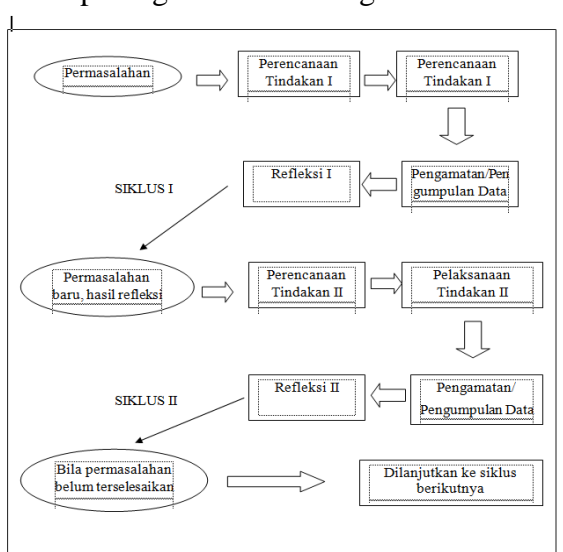 Permasalahan
Perencanaan
Tindakan I
Perencanaan
Tindakan I
SIKLUS I
Refleksi I
Pengamatan/Pen
gumpulan Data
Permasalahan
baru, hasil refleksi
Perencanaan
Tindakan II
Pelaksanaan
Tindakan II
SIKLUS II
Refleksi II
Pengamatan/
Pengumpulan Data
Bila permasalahan
belum terselesaikan
Dilanjutkan ke siklus
berikutnya